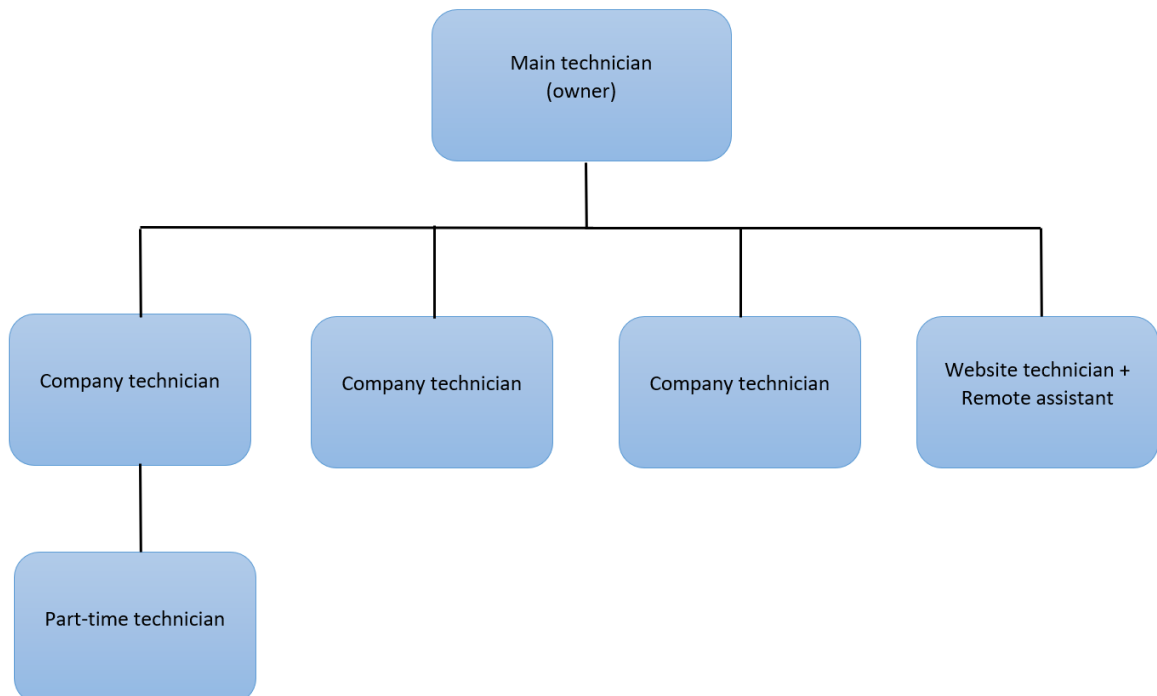 Main technician
(owner)
Company technician
Company technician
Company technician
Website technician +
Remote assistant
Part-time technician